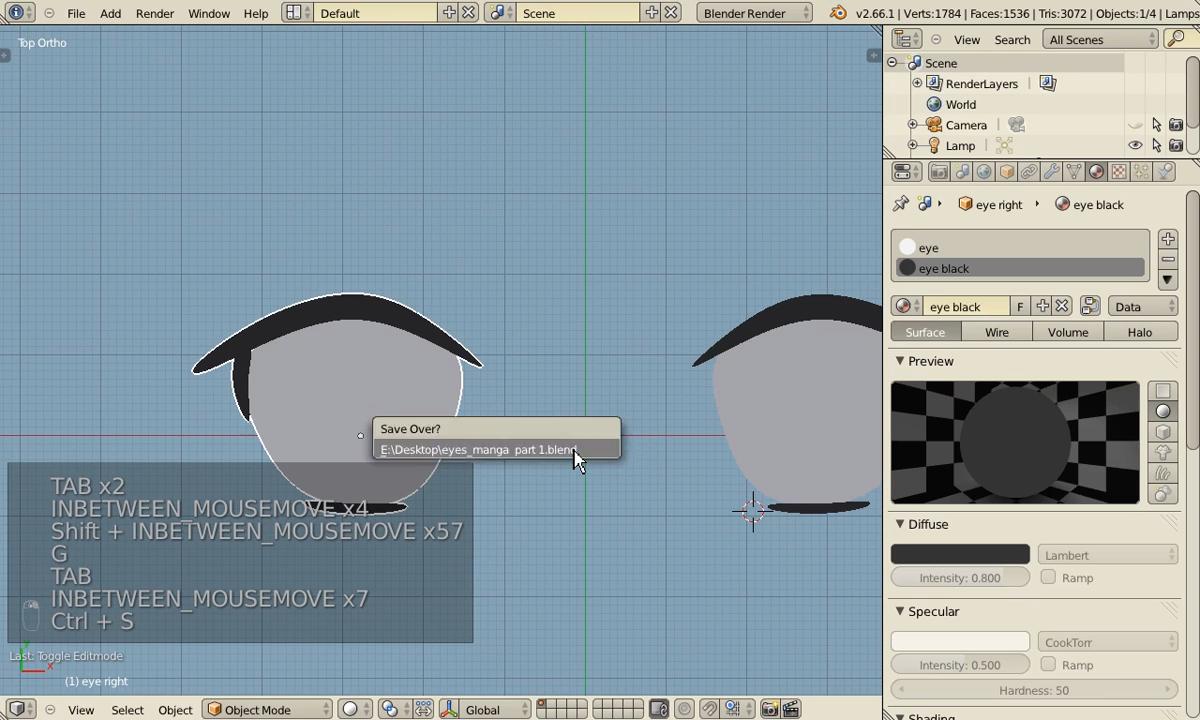 File Add Render Window Help Default Scene Blender Render v2.66.1 | Verts:1784 | Faces:1536 | Tris:3072 | Objects:1/4 | Lamp
Top Ortho
View Search All Scenes
Scene
RenderLayers
World
Camera
Lamp
eye right eye black
eye
eye black
eye black F Data
Surface Wire Volume Halo
Preview
Save Over?
E:\Desktop\eyes_manga part 1.blend
TAB x2
INBETWEEN_MOUSEMOVE x4
Shift + INBETWEEN_MOUSEMOVE x57
G
TAB
INBETWEEN_MOUSEMOVE x7
Ctrl + S
Last: Toggle Editmode
y
x
(1) eye right
Diffuse
Lambert
Intensity: 0.800 Ramp
Specular
CookTorr
Intensity: 0.500 Ramp
Hardness: 50
Shading
View Select Object Object Mode Global